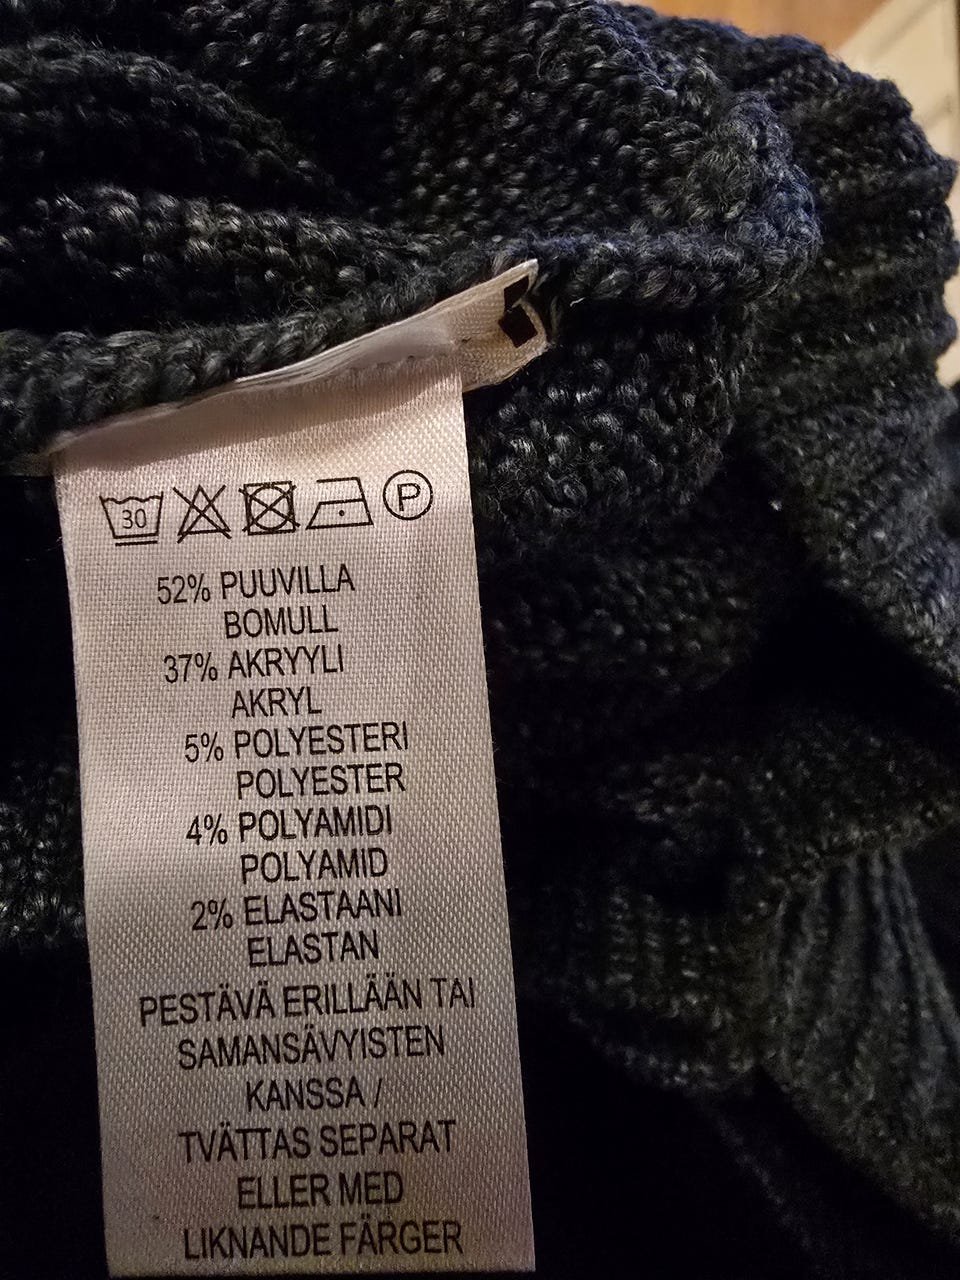 30 P
52% PUUVILLA
BOMULL
37% AKRYYLI
AKRYL
5% POLYESTERI
POLYESTER
4% POLYAMIDI
POLYAMID
2% ELASTAANI
ELASTAN
PESTÄVÄ ERILLÄÄN TAI
SAMANSÄVYISTEN
KANSSA /
TVÄTTAS SEPARAT
ELLER MED
LIKNANDE FÄRGER